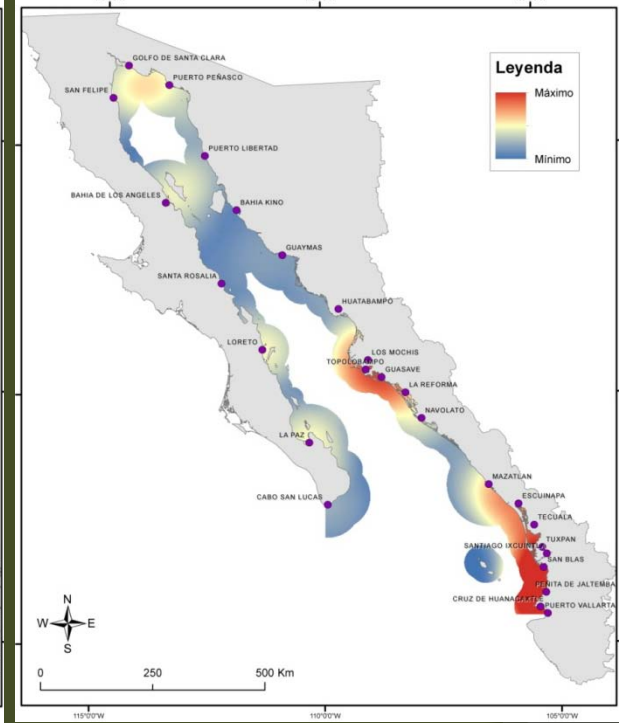 GOLFO DE SANTA CLARA
PUERTO PEÑASCO
SAN FELIPE
Leyenda
Máximo
Mínimo
PUERTO LIBERTAD
BAHIA DE LOS ANGELES
BAHIA KINO
GUAYMAS
SANTA ROSALIA
HUATABAMPO
LORETO
LOS MOCHIS
TOPOLOBAMPO
GUASAVE
LA REFORMA
NAVOLATO
LA PAZ
MAZATLAN
CABO SAN LUCAS
ESCUINAPA
TECUALA
TUXPAN
SANTIAGO IXCUINTLA
SAN BLAS
PEÑITA DE JALTEMBA
CRUZ DE HUANACAXTLE
PUERTO VALLARTA
N
W E
S
0 250 500 Km
115°0'0"W 110°0'0"W 105°0'0"W